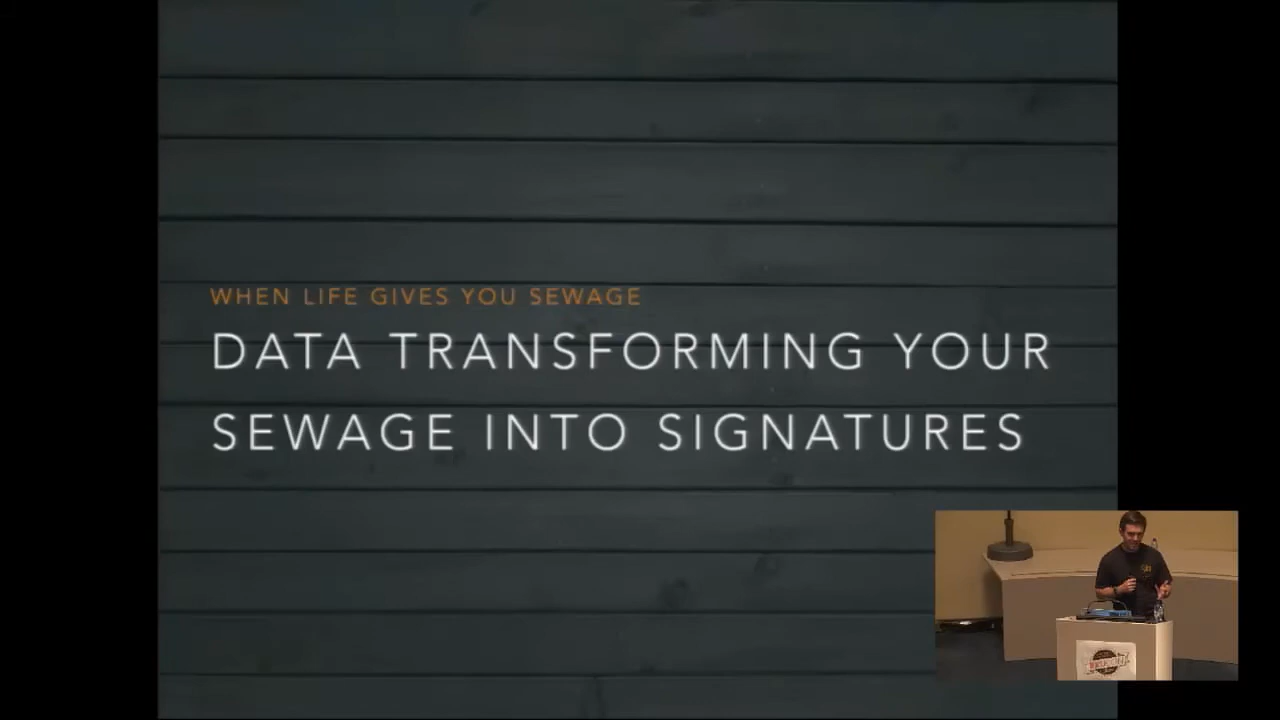 WHEN LIFE GIVES YOU SEWAGE
DATA TRANSFORMING YOUR
SEWAGE INTO SIGNATURES